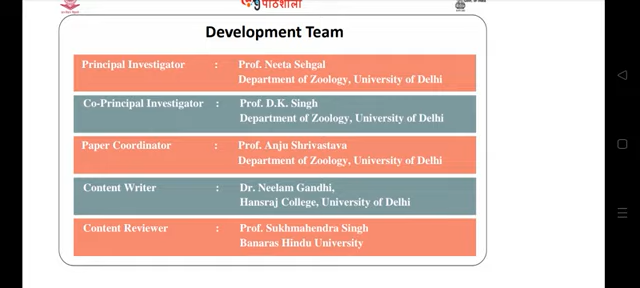 पाठशाला
Development Team
Principal Investigator : Prof. Neeta Sehgal
Department of Zoology, University of Delhi
Co-Principal Investigator : Prof. D.K. Singh
Department of Zoology, University of Delhi
Paper Coordinator : Prof. Anju Shrivastava
Department of Zoology, University of Delhi
Content Writer : Dr. Neelam Gandhi,
Hansraj College, University of Delhi
Content Reviewer : Prof. Sukhmahendra Singh
Banaras Hindu University